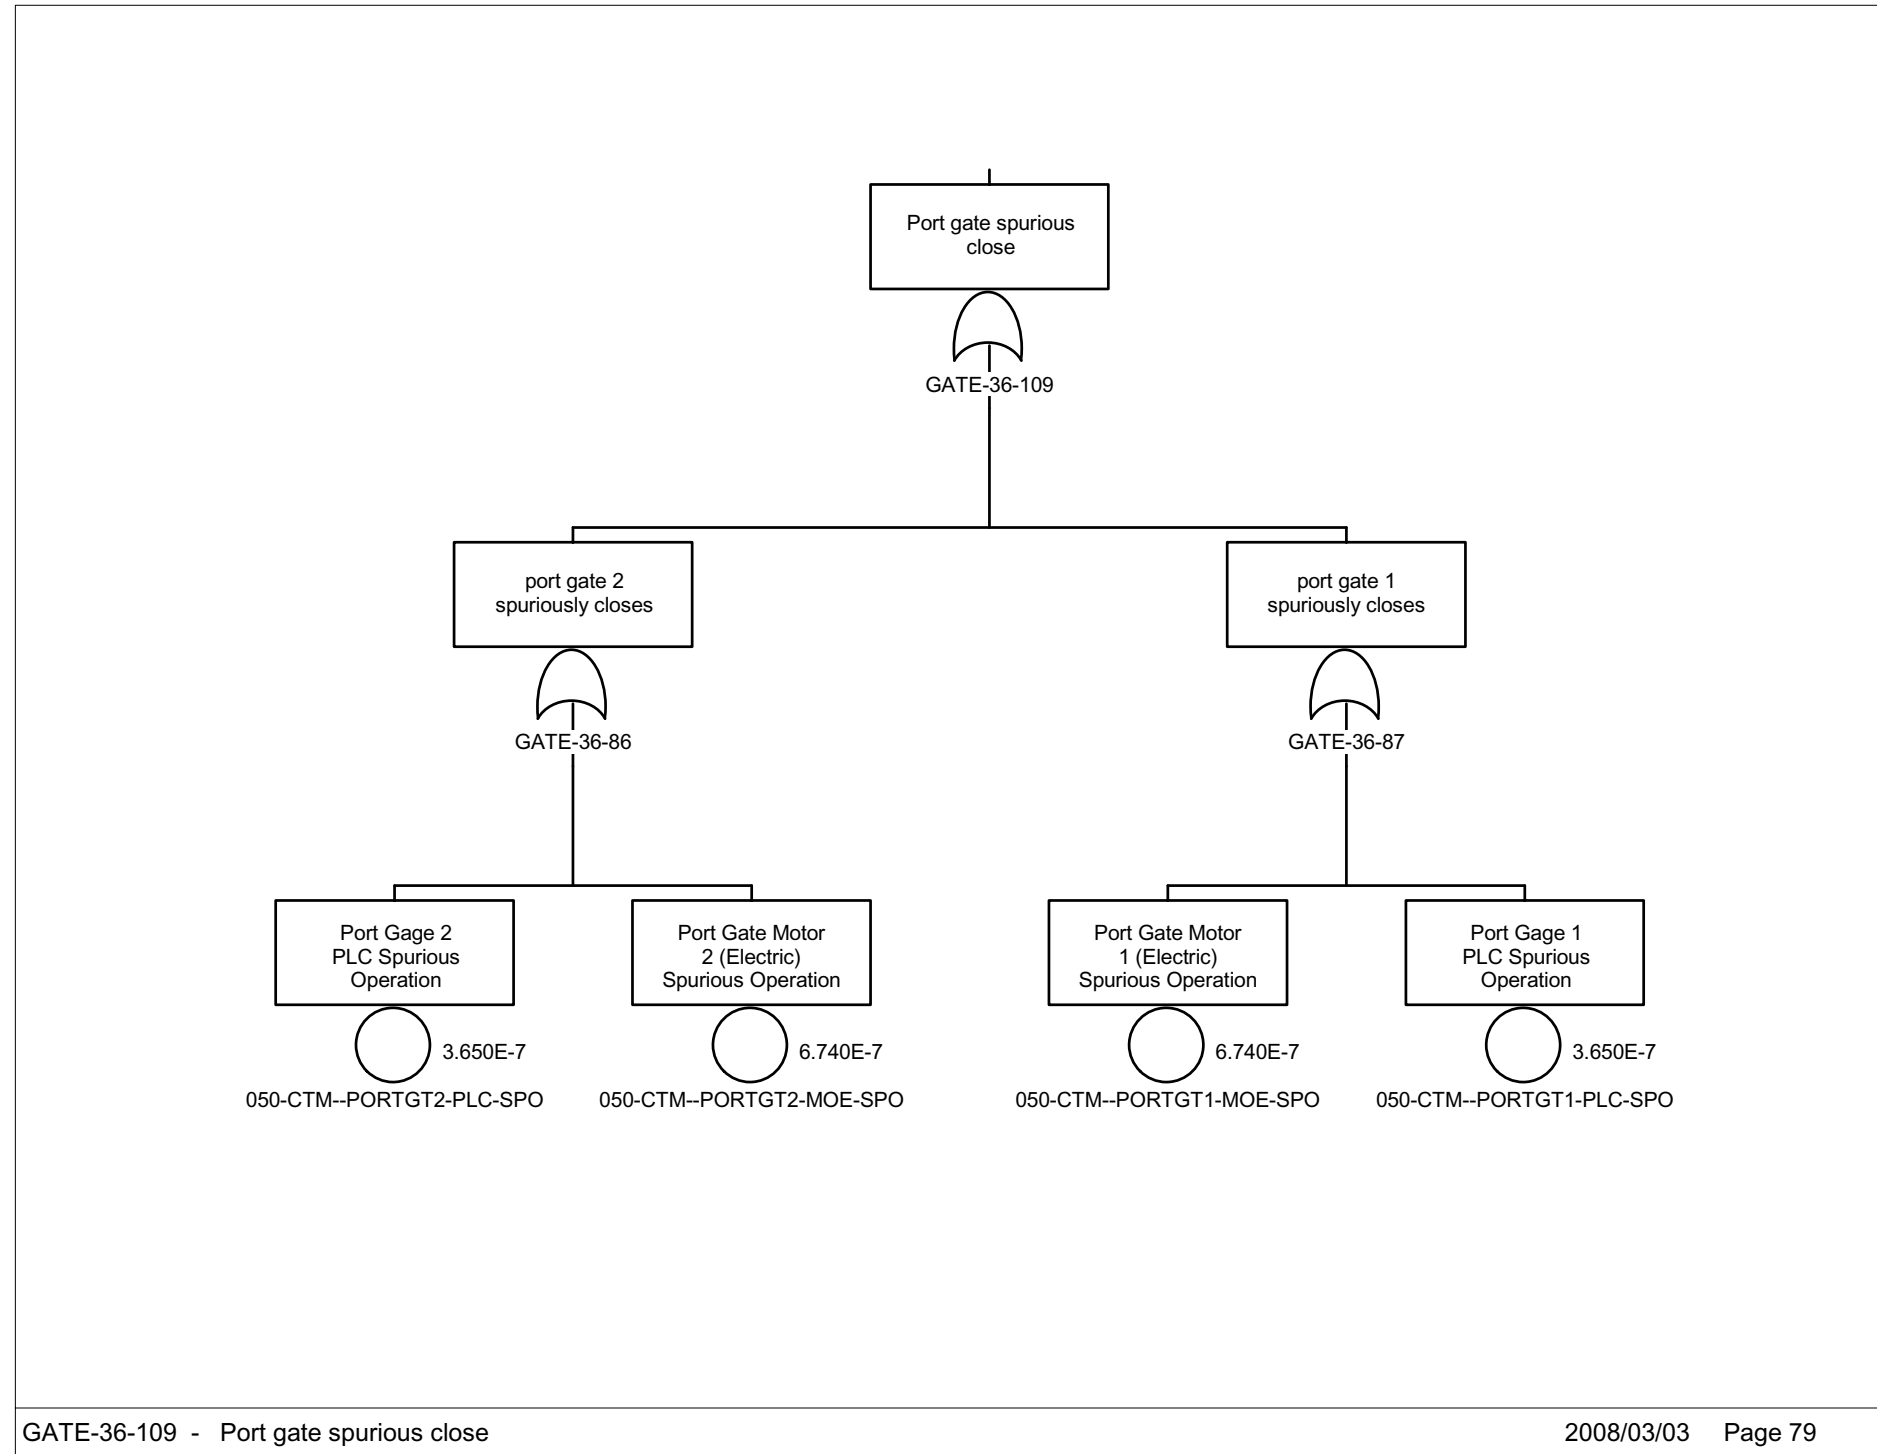 Port gate spurious
close
GATE-36-109
port gate 2
spuriously closes
port gate 1
spuriously closes
GATE-36-86
GATE-36-87
Port Gage 2
PLC Spurious
Operation
Port Gate Motor
2 (Electric)
Spurious Operation
Port Gate Motor
1 (Electric)
Spurious Operation
Port Gage 1
PLC Spurious
Operation
3.650E-7
6.740E-7
6.740E-7
3.650E-7
050-CTM--PORTGT2-PLC-SPO
050-CTM--PORTGT2-MOE-SPO
050-CTM--PORTGT1-MOE-SPO
050-CTM--PORTGT1-PLC-SPO
GATE-36-109 - Port gate spurious close
2008/03/03 Page 79